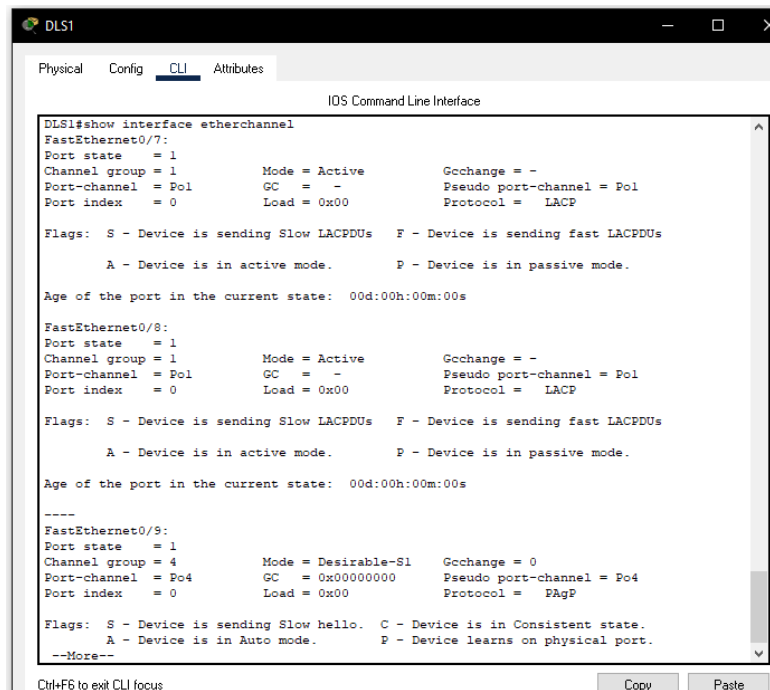 DLS1
Physical Config CLI Attributes
IOS Command Line Interface
DLS1#show interface etherchannel
FastEthernet0/7:
Port state = 1
Channel group = 1 Mode = Active Gcchange = -
Port-channel = Po1 GC = - Pseudo port-channel = Po1
Port index = 0 Load = 0x00 Protocol = LACP
Flags: S - Device is sending Slow LACPDUs F - Device is sending fast LACPDUs
A - Device is in active mode. P - Device is in passive mode.
Age of the port in the current state: 00d:00h:00m:00s
FastEthernet0/8:
Port state = 1
Channel group = 1 Mode = Active Gcchange = -
Port-channel = Po1 GC = - Pseudo port-channel = Po1
Port index = 0 Load = 0x00 Protocol = LACP
Flags: S - Device is sending Slow LACPDUs F - Device is sending fast LACPDUs
A - Device is in active mode. P - Device is in passive mode.
Age of the port in the current state: 00d:00h:00m:00s
----
FastEthernet0/9:
Port state = 1
Channel group = 4 Mode = Desirable-Sl Gcchange = 0
Port-channel = Po4 GC = 0x00000000 Pseudo port-channel = Po4
Port index = 0 Load = 0x00 Protocol = PAgP
Flags: S - Device is sending Slow hello. C - Device is in Consistent state.
A - Device is in Auto mode. P - Device learns on physical port.
--More--
Ctrl+F6 to exit CLI focus Copy Paste